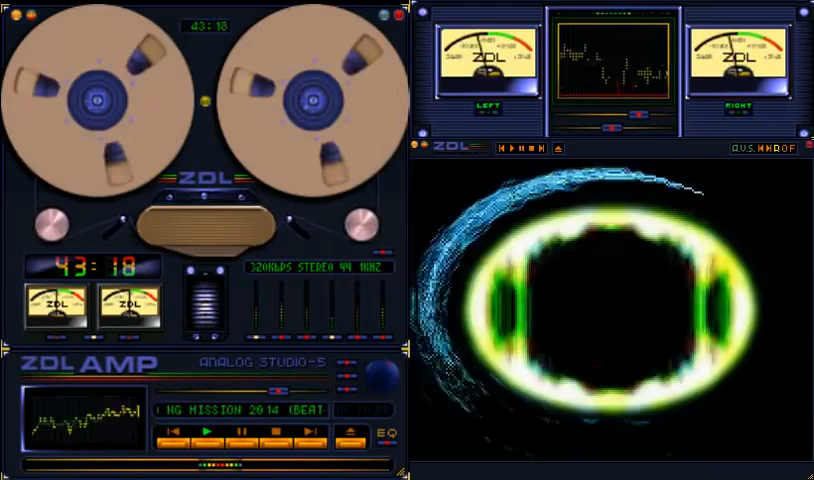 43:18
ZDL
43:18
320KBPS STEREO 44 1KHZ
ZDL
ZDL
ZDL AMP
ANALOG STUDIO-5
NG MISSION 2014 (BEAT
EQ
ZDL
ZDL
LEFT
RIGHT
ZDL
A.V.S.
R O F